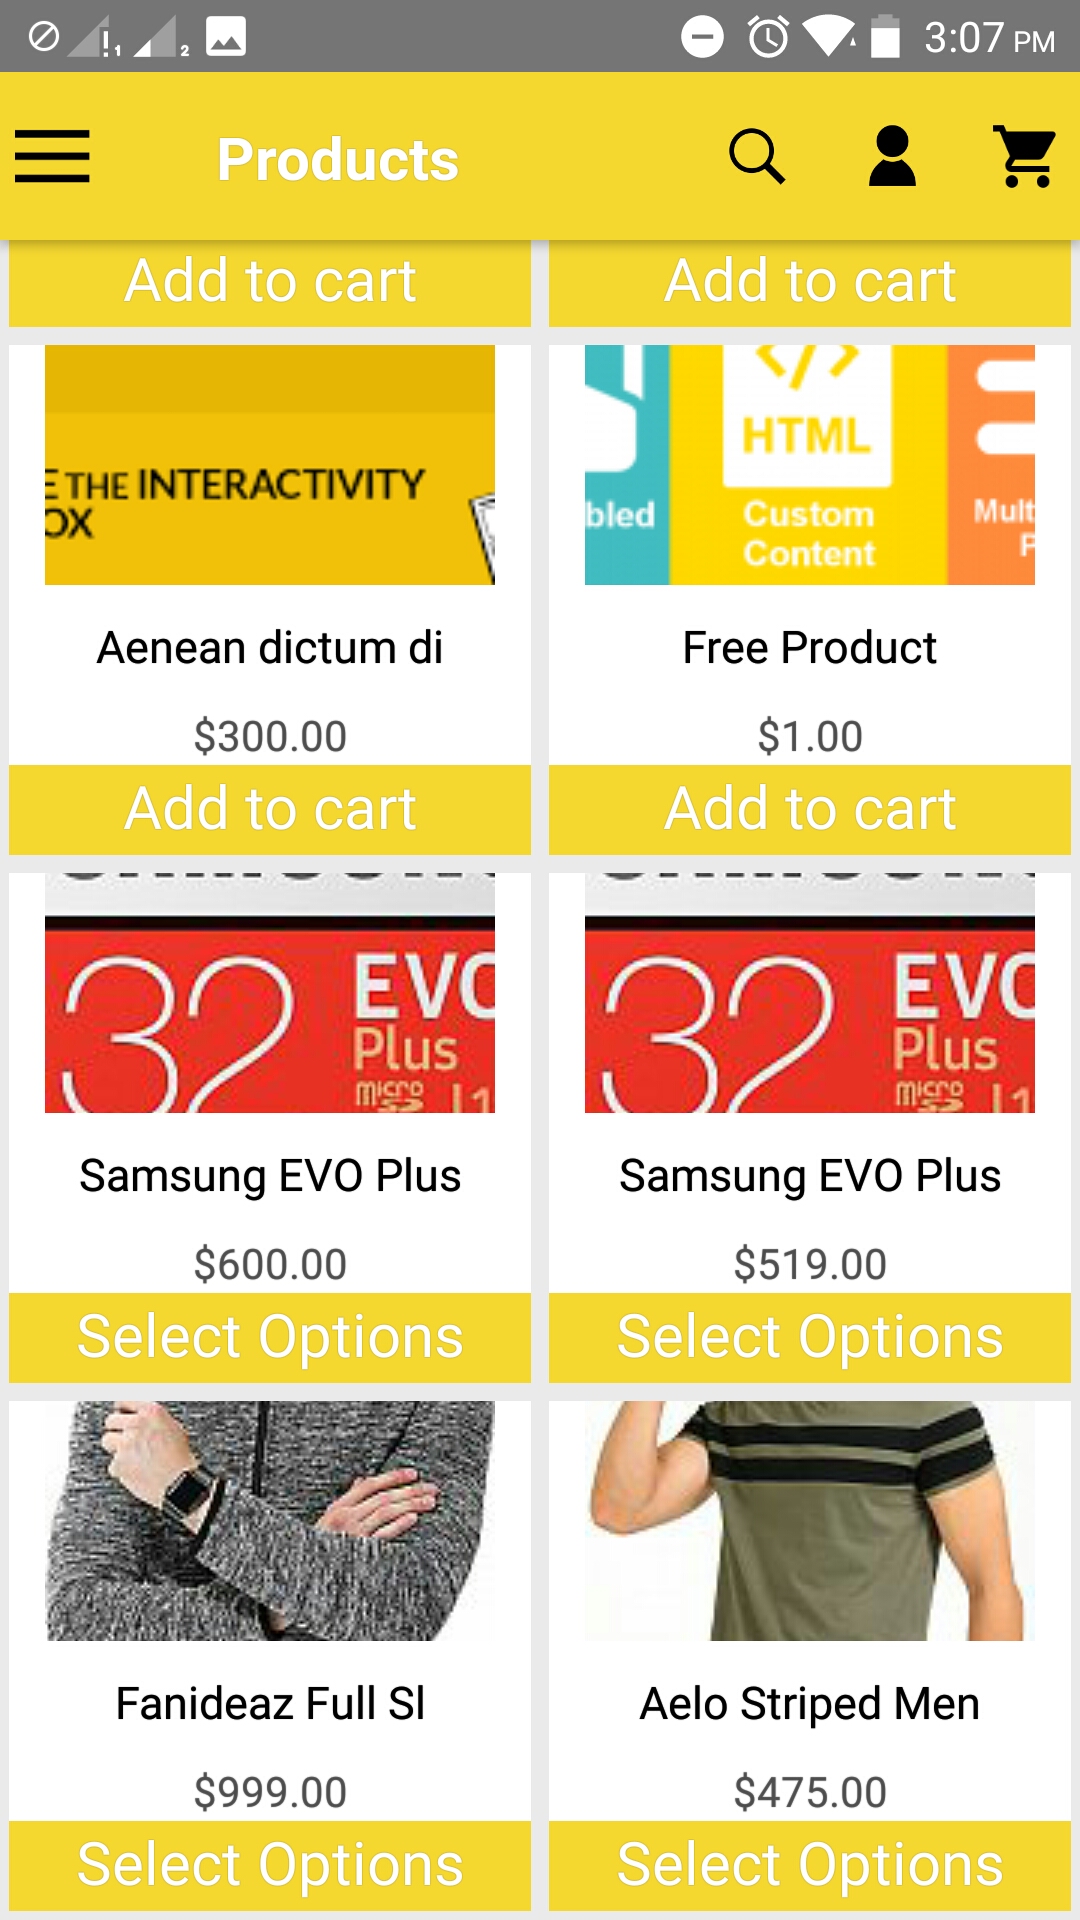 1 2 3:07 PM
Products
Add to cart Add to cart
THE INTERACTIVITY
OX
HTML
bled Custom Mult
Content P
Aenean dictum di Free Product
$300.00 $1.00
Add to cart Add to cart
32 EVO 32 EVO
Plus Plus
micro micro
Samsung EVO Plus Samsung EVO Plus
$600.00 $519.00
Select Options Select Options
Fanideaz Full Sl Aelo Striped Men
$999.00 $475.00
Select Options Select Options